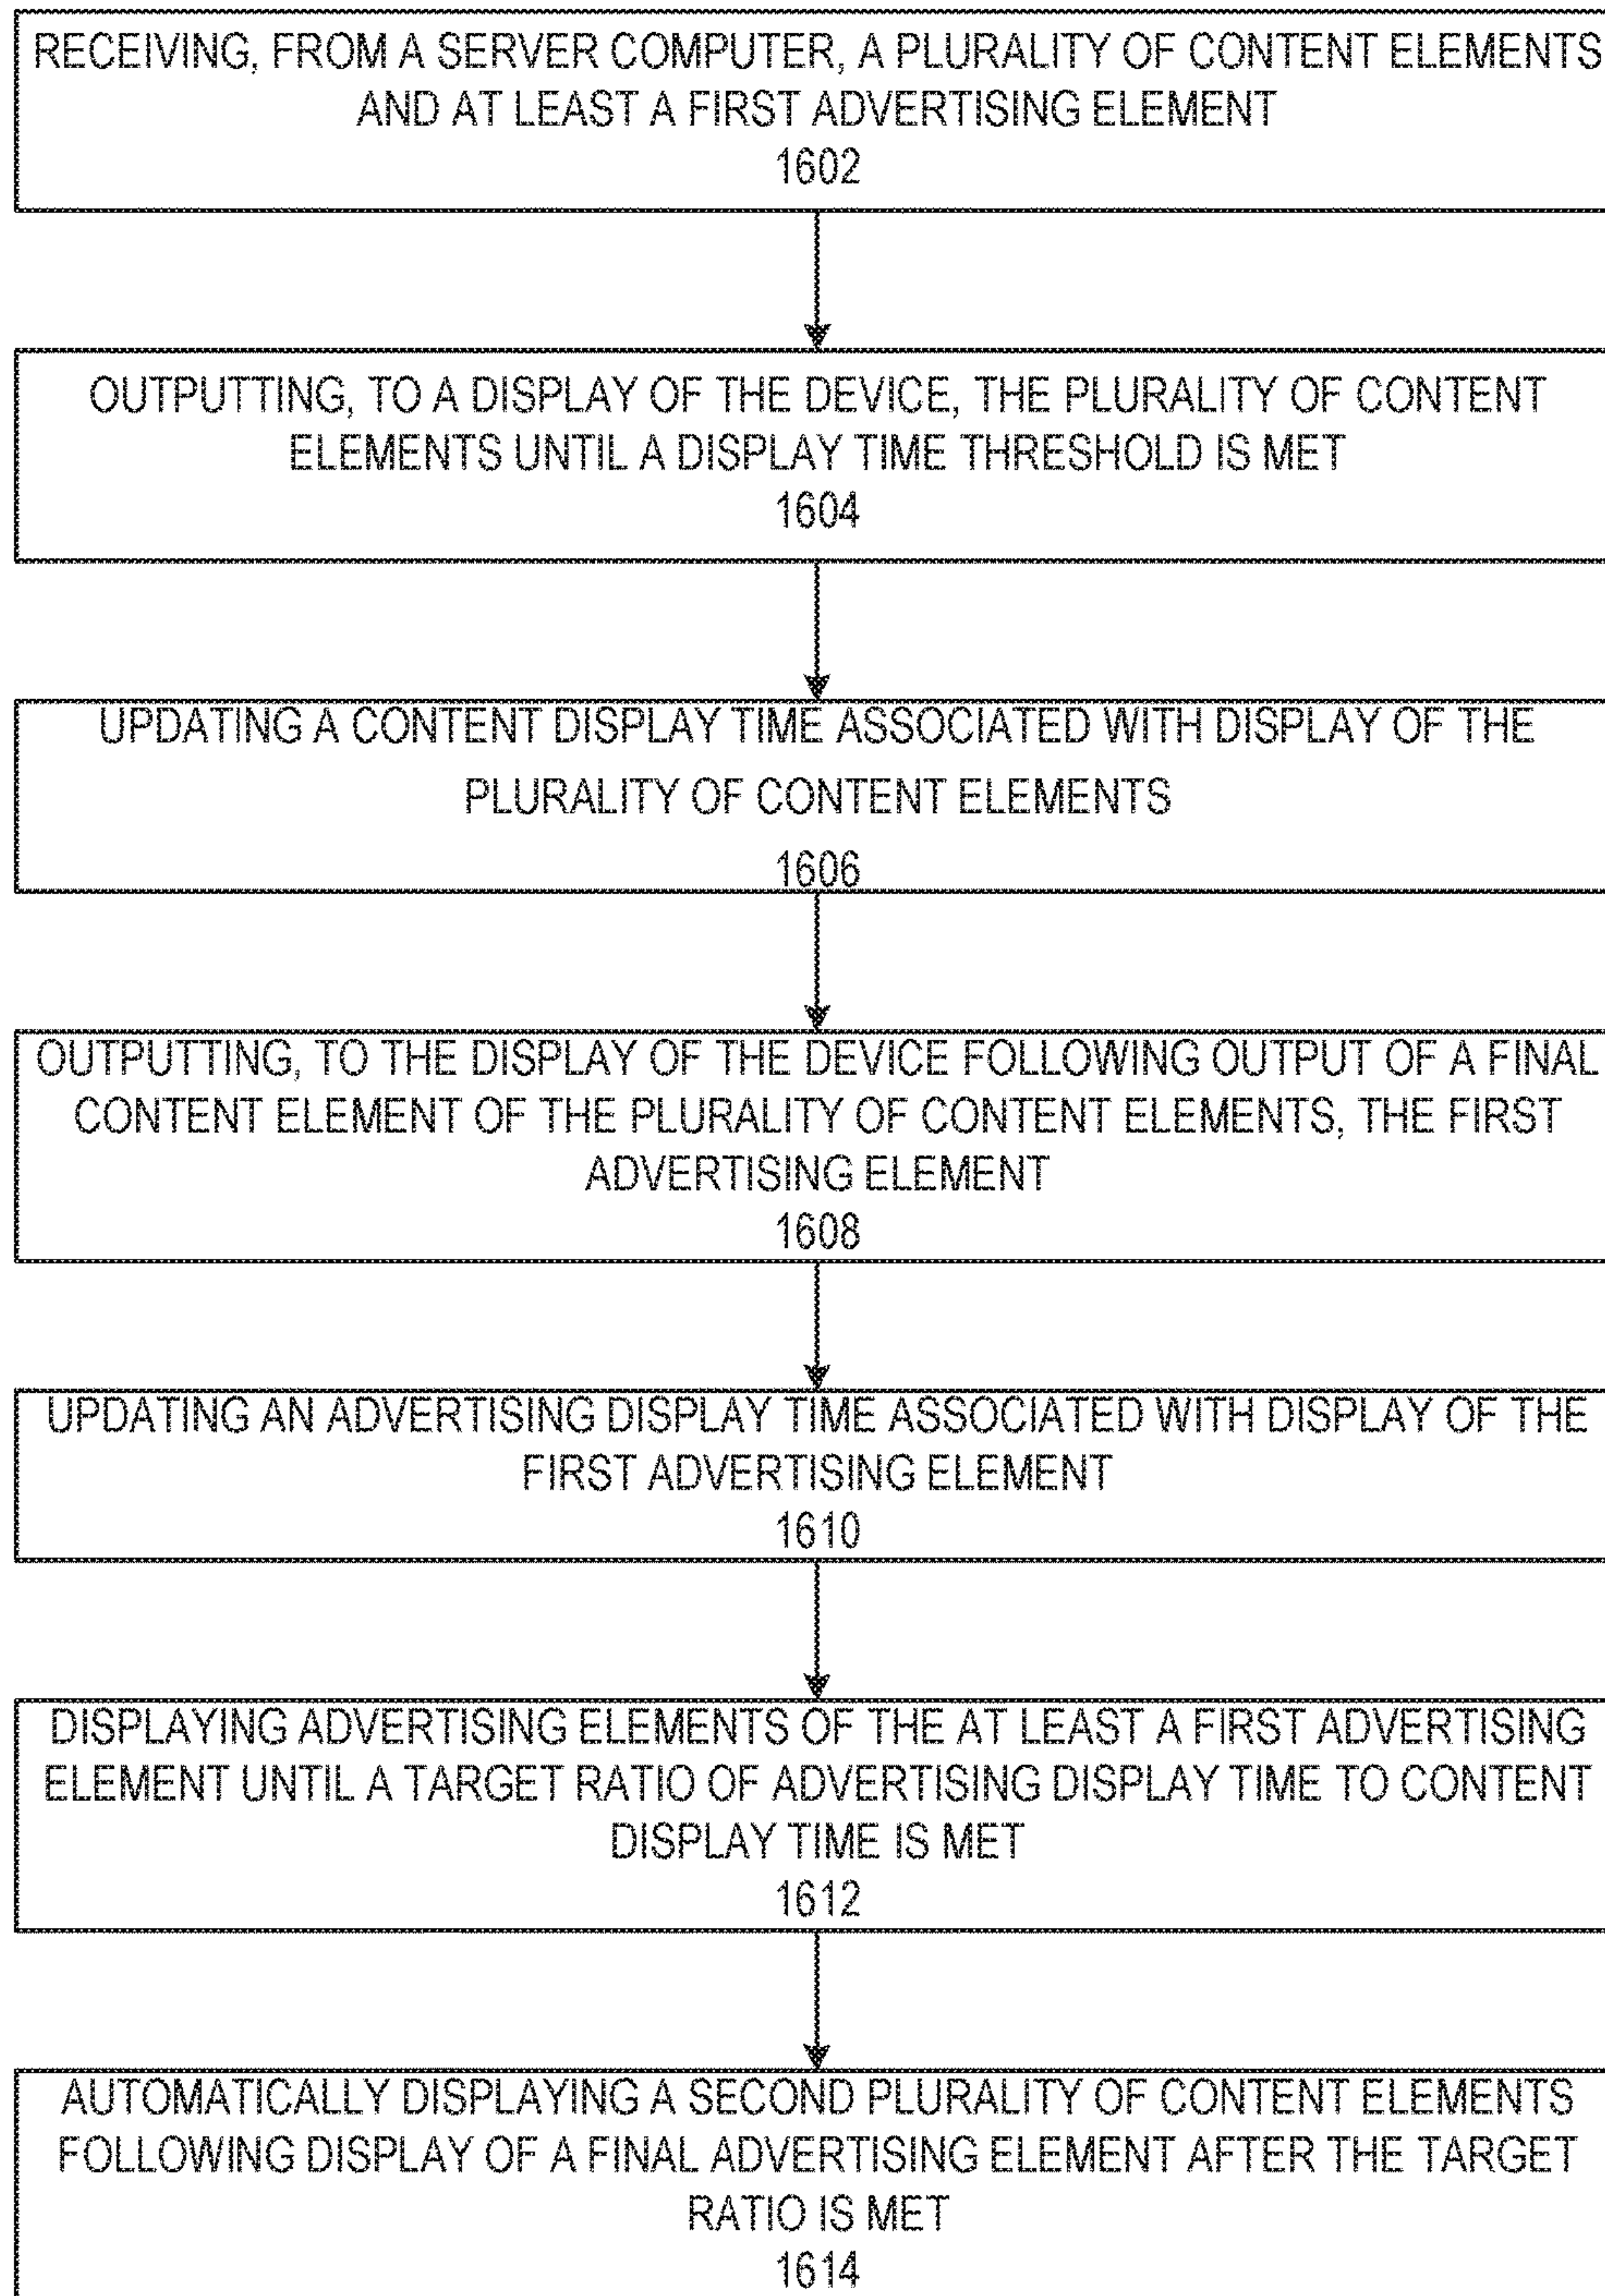 RECEIVING, FROM A SERVER COMPUTER, A PLURALITY OF CONTENT ELEMENTS
AND AT LEAST A FIRST ADVERTISING ELEMENT
1602
OUTPUTTING, TO A DISPLAY OF THE DEVICE, THE PLURALITY OF CONTENT
ELEMENTS UNTIL A DISPLAY TIME THRESHOLD IS MET
1604
UPDATING A CONTENT DISPLAY TIME ASSOCIATED WITH DISPLAY OF THE
PLURALITY OF CONTENT ELEMENTS
1606
OUTPUTTING, TO THE DISPLAY OF THE DEVICE FOLLOWING OUTPUT OF A FINAL
CONTENT ELEMENT OF THE PLURALITY OF CONTENT ELEMENTS, THE FIRST
ADVERTISING ELEMENT
1608
UPDATING AN ADVERTISING DISPLAY TIME ASSOCIATED WITH DISPLAY OF THE
FIRST ADVERTISING ELEMENT
1610
DISPLAYING ADVERTISING ELEMENTS OF THE AT LEAST A FIRST ADVERTISING
ELEMENT UNTIL A TARGET RATIO OF ADVERTISING DISPLAY TIME TO CONTENT
DISPLAY TIME IS MET
1612
AUTOMATICALLY DISPLAYING A SECOND PLURALITY OF CONTENT ELEMENTS
FOLLOWING DISPLAY OF A FINAL ADVERTISING ELEMENT AFTER THE TARGET
RATIO IS MET
1614